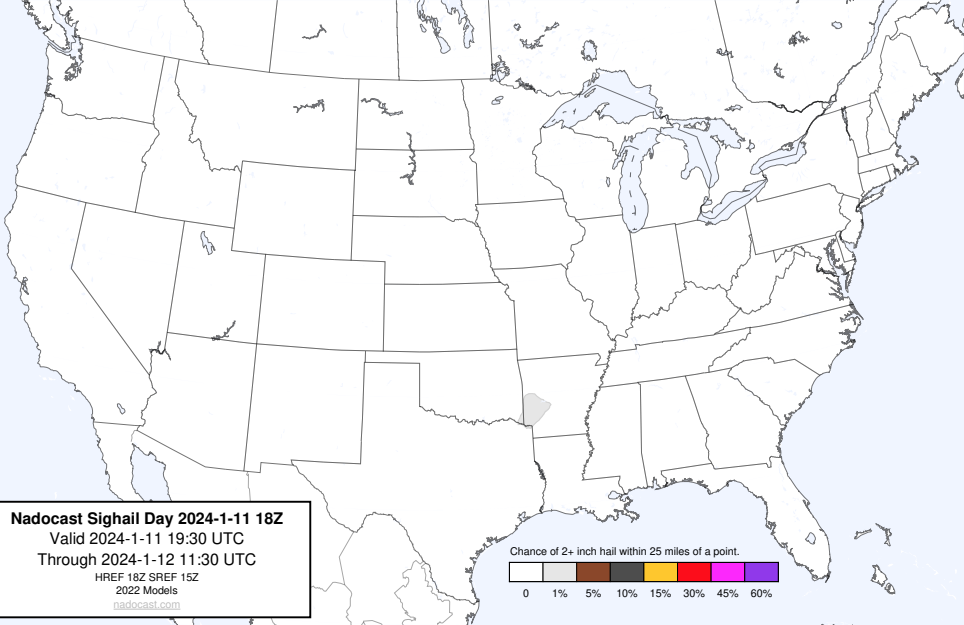 Nadocast Sighail Day 2024-1-11 18Z
Valid 2024-1-11 19:30 UTC
Through 2024-1-12 11:30 UTC
HREF 18Z SREF 15Z
2022 Models
nadocast.com
Chance of 2+ inch hail within 25 miles of a point.
0 1% 5% 10% 15% 30% 45% 60%